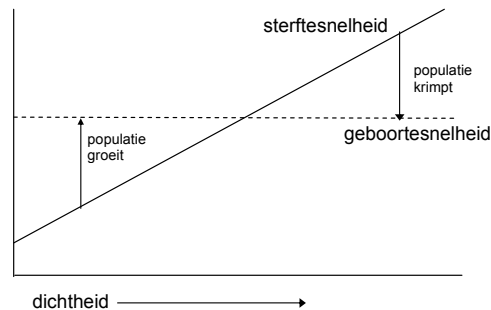 sterftesnelheid
populatie
krimpt
geboortesnelheid
populatie
groeit
dichtheid